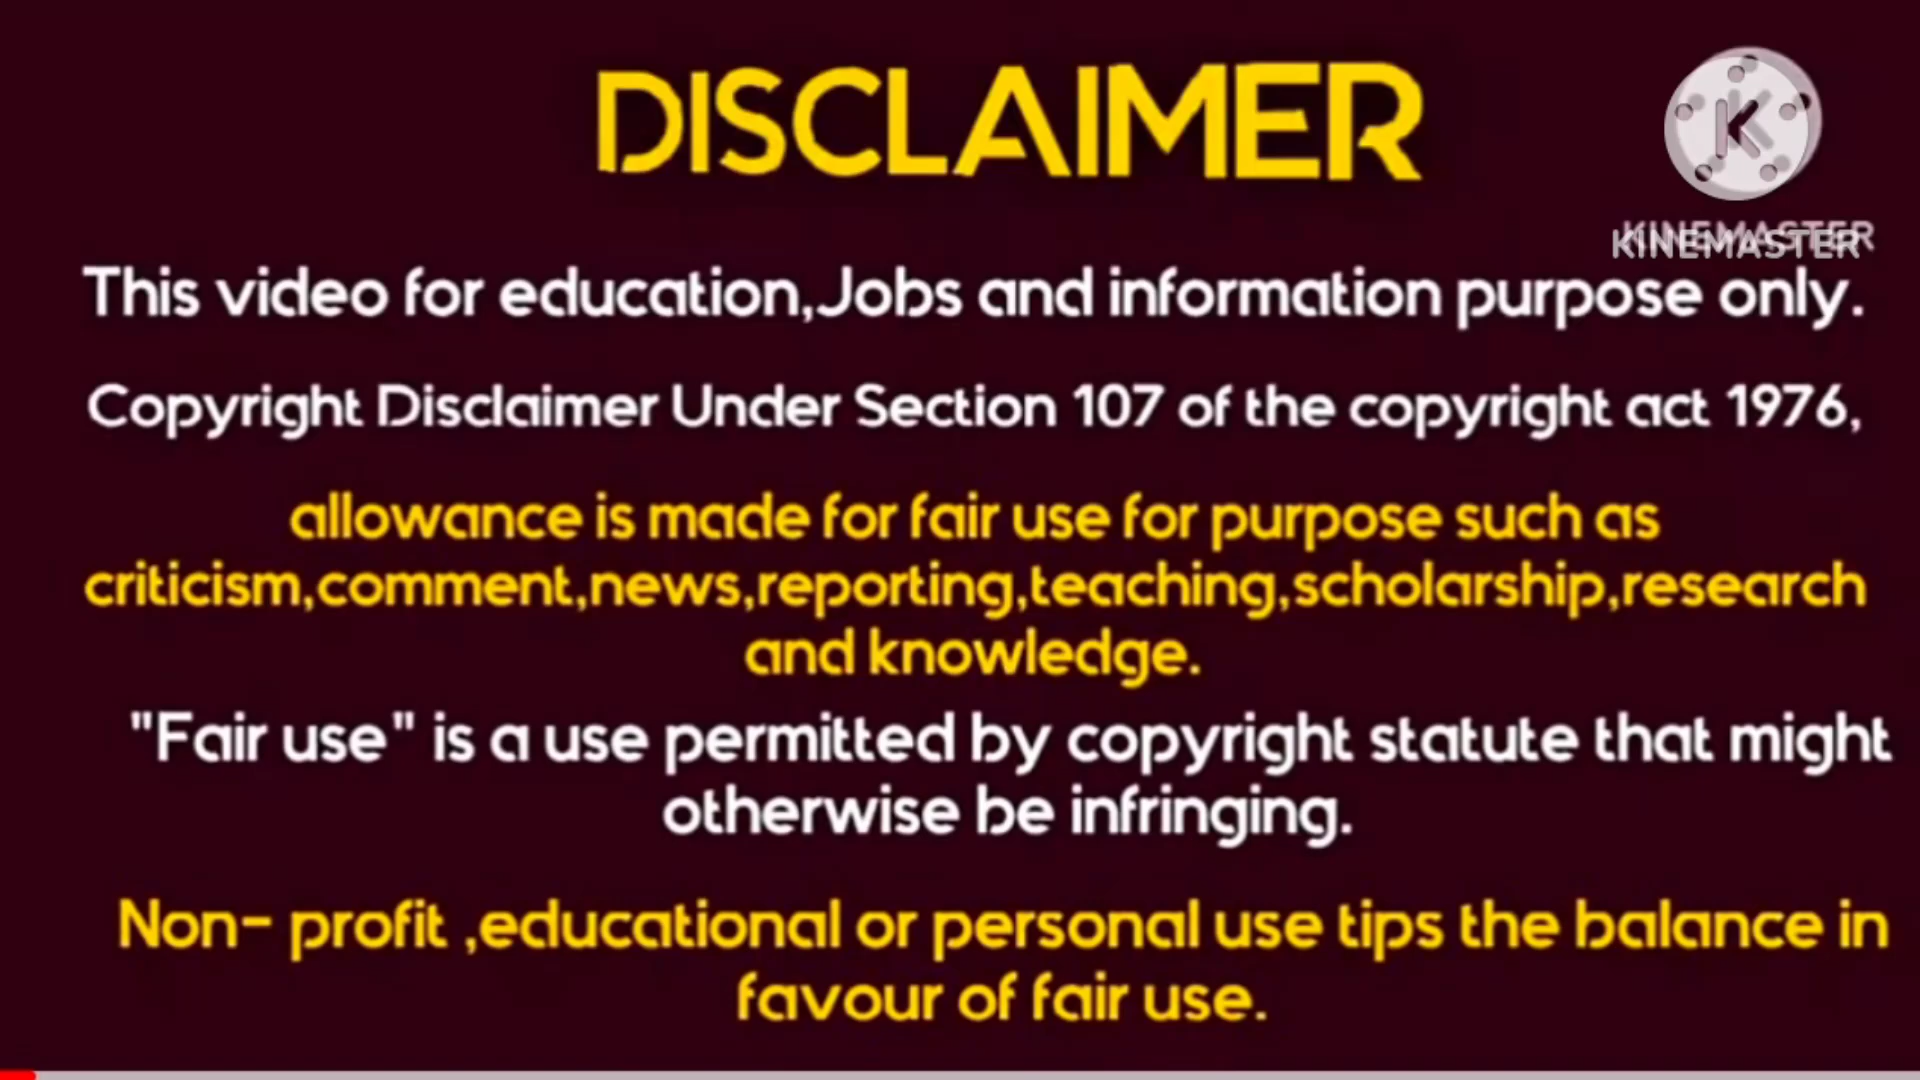 DISCLAIMER
K
KINEMASTER
KINEMASTER
This video for education,Jobs and information purpose only.
Copyright Disclaimer Under Section 107 of the copyright act 1976,
allowance is made for fair use for purpose such as
criticism,comment,news,reporting,teaching,scholarship,research
and knowledge.
"Fair use" is a use permitted by copyright statute that might
otherwise be infringing.
Non- profit ,educational or personal use tips the balance in
favour of fair use.